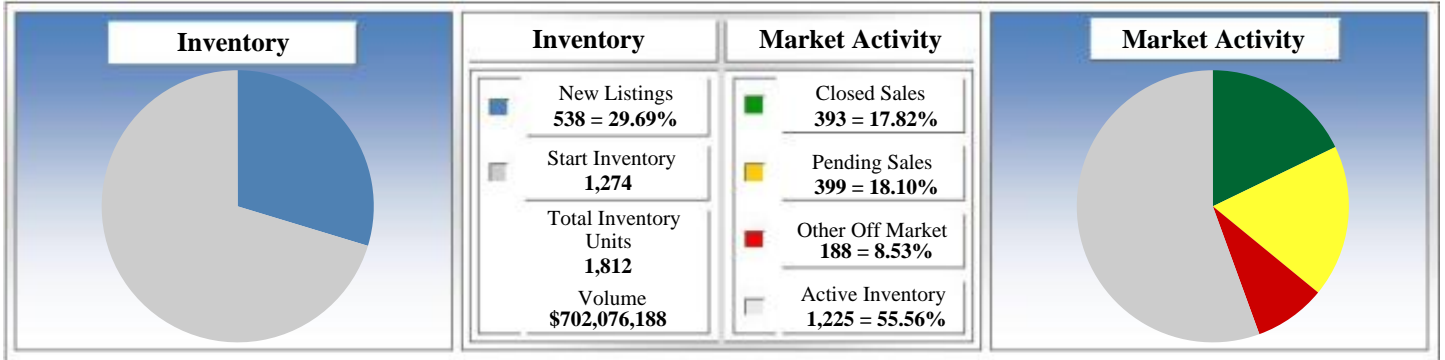 Inventory
Inventory
Market Activity
New Listings
538 = 29.69%
Start Inventory
1,274
Total Inventory
Units
1,812
Volume
$702,076,188
Closed Sales
393 = 17.82%
Pending Sales
399 = 18.10%
Other Off Market
188 = 8.53%
Active Inventory
1,225 = 55.56%
Market Activity